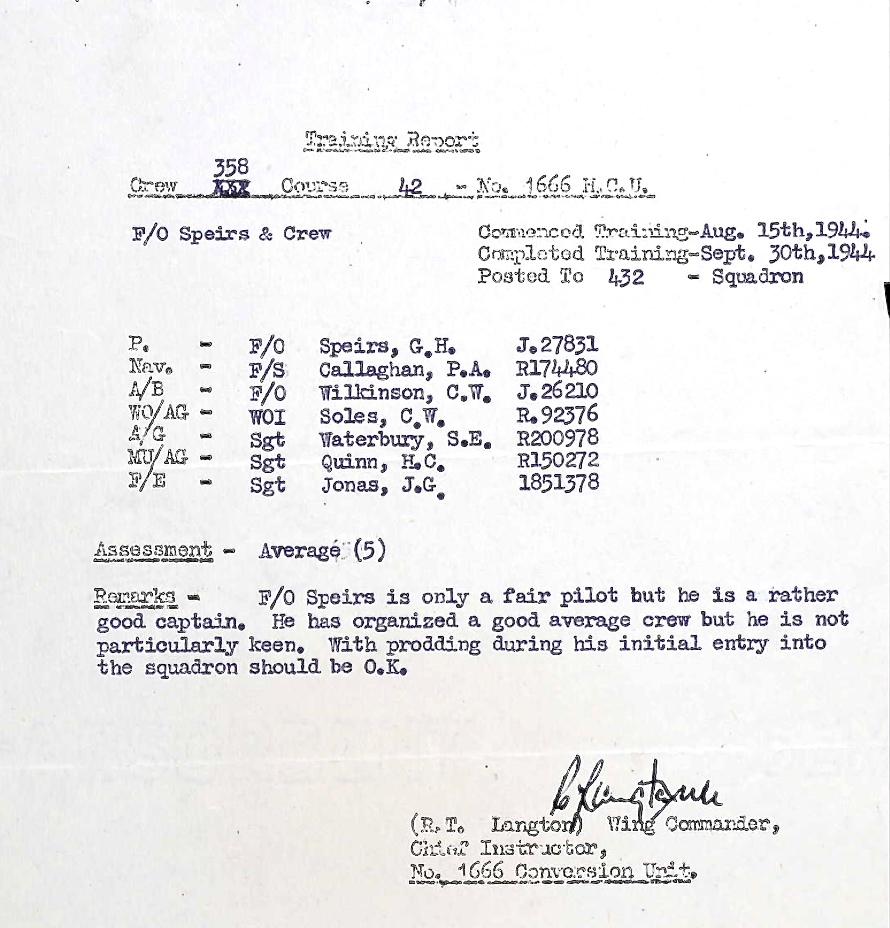 Training Report
358
Crew XXX Course 42 - No. 1666 H.C.U.
F/O Speirs & Crew
Commenced Training-Aug. 15th,1944.
Completed Training-Sept. 30th,1944
Posted To 432 - Squadron
P. - F/O Speirs, G.H. J.27831
Nav. - F/S Callaghan, P.A. R174480
A/B - F/O Wilkinson, C.W. J.26210
WO/AG - WOI Soles, C.W. R.92376
A/G - Sgt Waterbury, S.E. R200978
MU/AG - Sgt Quinn, H.C. R150272
F/E - Sgt Jonas, J.G. 1851378
Assessment - Average (5)
Remarks - F/O Speirs is only a fair pilot but he is a rather
good captain. He has organized a good average crew but he is not
particularly keen. With prodding during his initial entry into
the squadron should be O.K.
(R.T. Langton) Wing Commander,
Chief Instructor,
No. 1666 Conversion Unit.